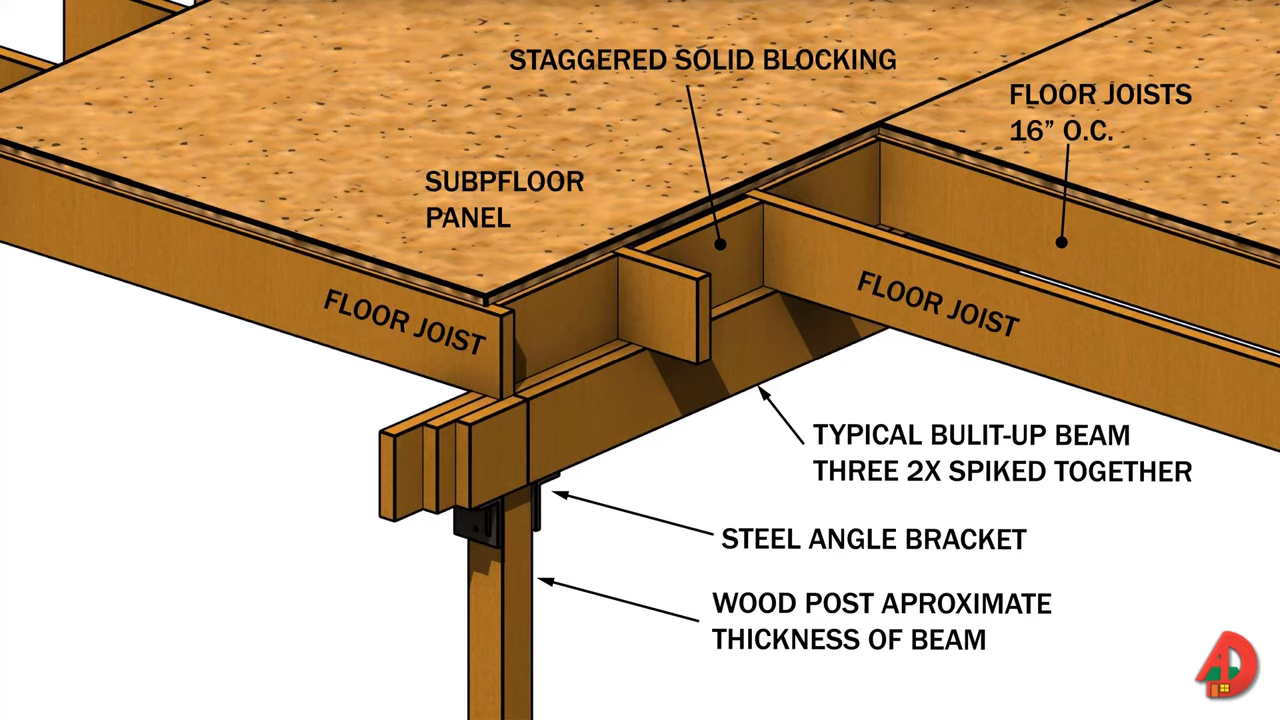 STAGGERED SOLID BLOCKING
FLOOR JOISTS
16” O.C.
SUBPFLOOR
PANEL
FLOOR JOIST
FLOOR JOIST
TYPICAL BULIT-UP BEAM
THREE 2X SPIKED TOGETHER
STEEL ANGLE BRACKET
WOOD POST APROXIMATE
THICKNESS OF BEAM
AD